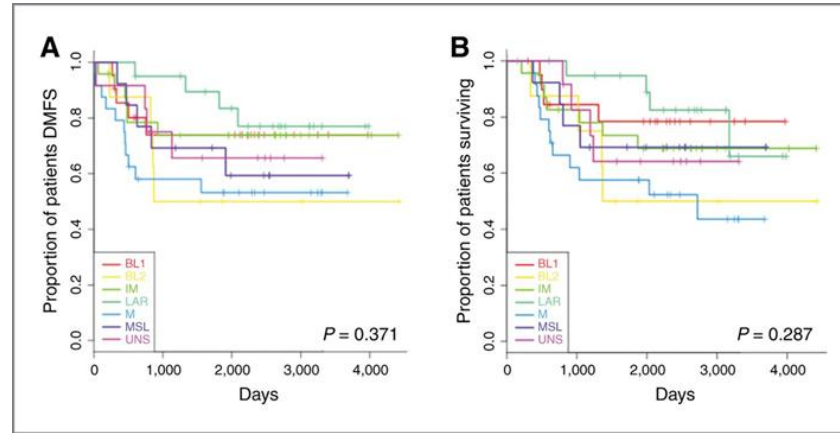 A
Proportion of patients DMFS
1.0
0.8
0.6
0.4
0.2
0.0
BL1
BL2
IM
LAR
M
MSL
UNS
P = 0.371
0 1,000 2,000 3,000 4,000
Days
B
Proportion of patients surviving
1.0
0.8
0.6
0.4
0.2
0.0
BL1
BL2
IM
LAR
M
MSL
UNS
P = 0.287
0 1,000 2,000 3,000 4,000
Days